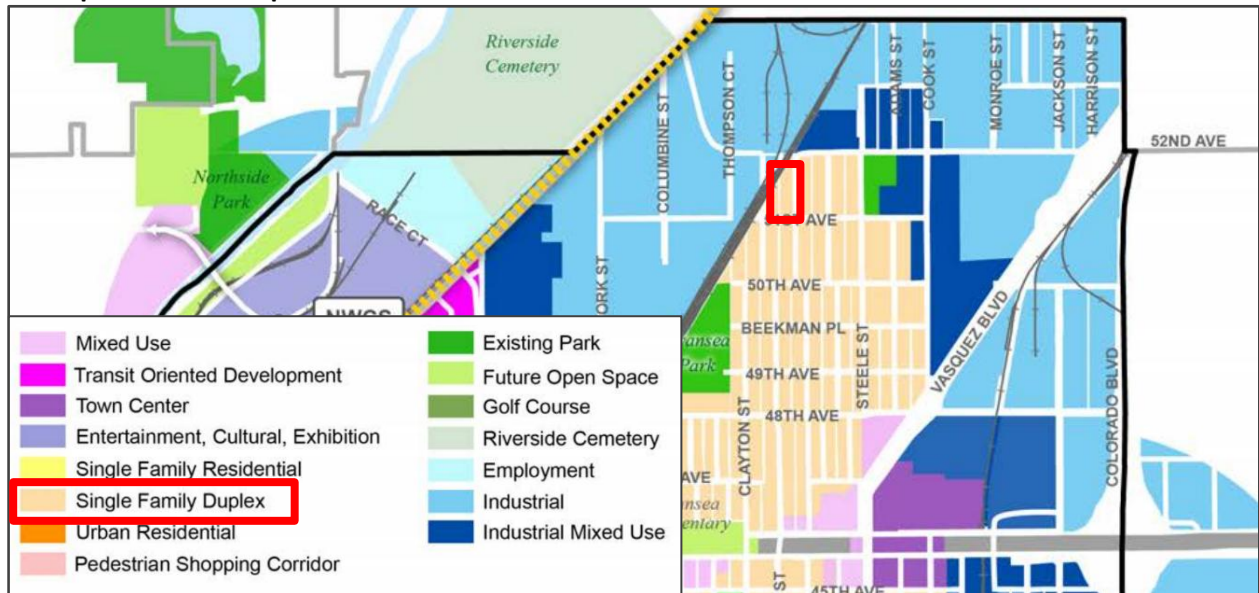 Riverside
Cemetery
Northside
Park
RACE CT
COLUMBINE ST
THOMPSON CT
ADAMS ST
COOK ST
MONROE ST
JACKSON ST
HARRISON ST
52ND AVE
51ST AVE
50TH AVE
BEEKMAN PL
49TH AVE
48TH AVE
STEELE ST
VASQUEZ BLVD
COLORADO BLVD
CLAYTON ST
Park
AVE
45TH AVE
ST
Mixed Use
Transit Oriented Development
Town Center
Entertainment, Cultural, Exhibition
Single Family Residential
Single Family Duplex
Urban Residential
Pedestrian Shopping Corridor
Existing Park
Future Open Space
Golf Course
Riverside Cemetery
Employment
Industrial
Industrial Mixed Use